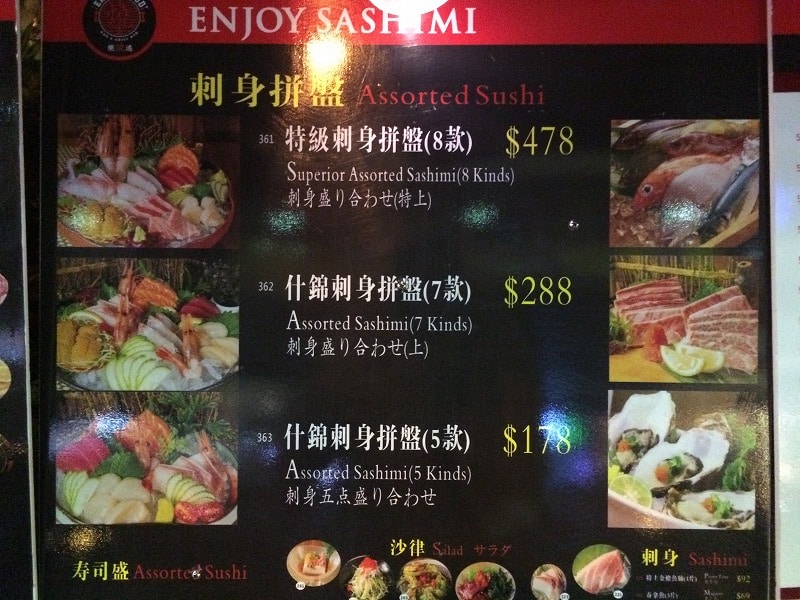 ENJOY SASHIMI
刺身拼盤 Assorted Sushi
361 特級刺身拼盤(8款) $478
Superior Assorted Sashimi(8 Kinds)
刺身盛り合わせ(特上)
362 什錦刺身拼盤(7款) $288
Assorted Sashimi(7 Kinds)
刺身盛り合わせ(上)
363 什錦刺身拼盤(5款) $178
Assorted Sashimi(5 Kinds)
刺身五点盛り合わせ
沙律 Salad サラダ
寿司盛 Assorted Sushi
刺身 Sashimi
$92
$69